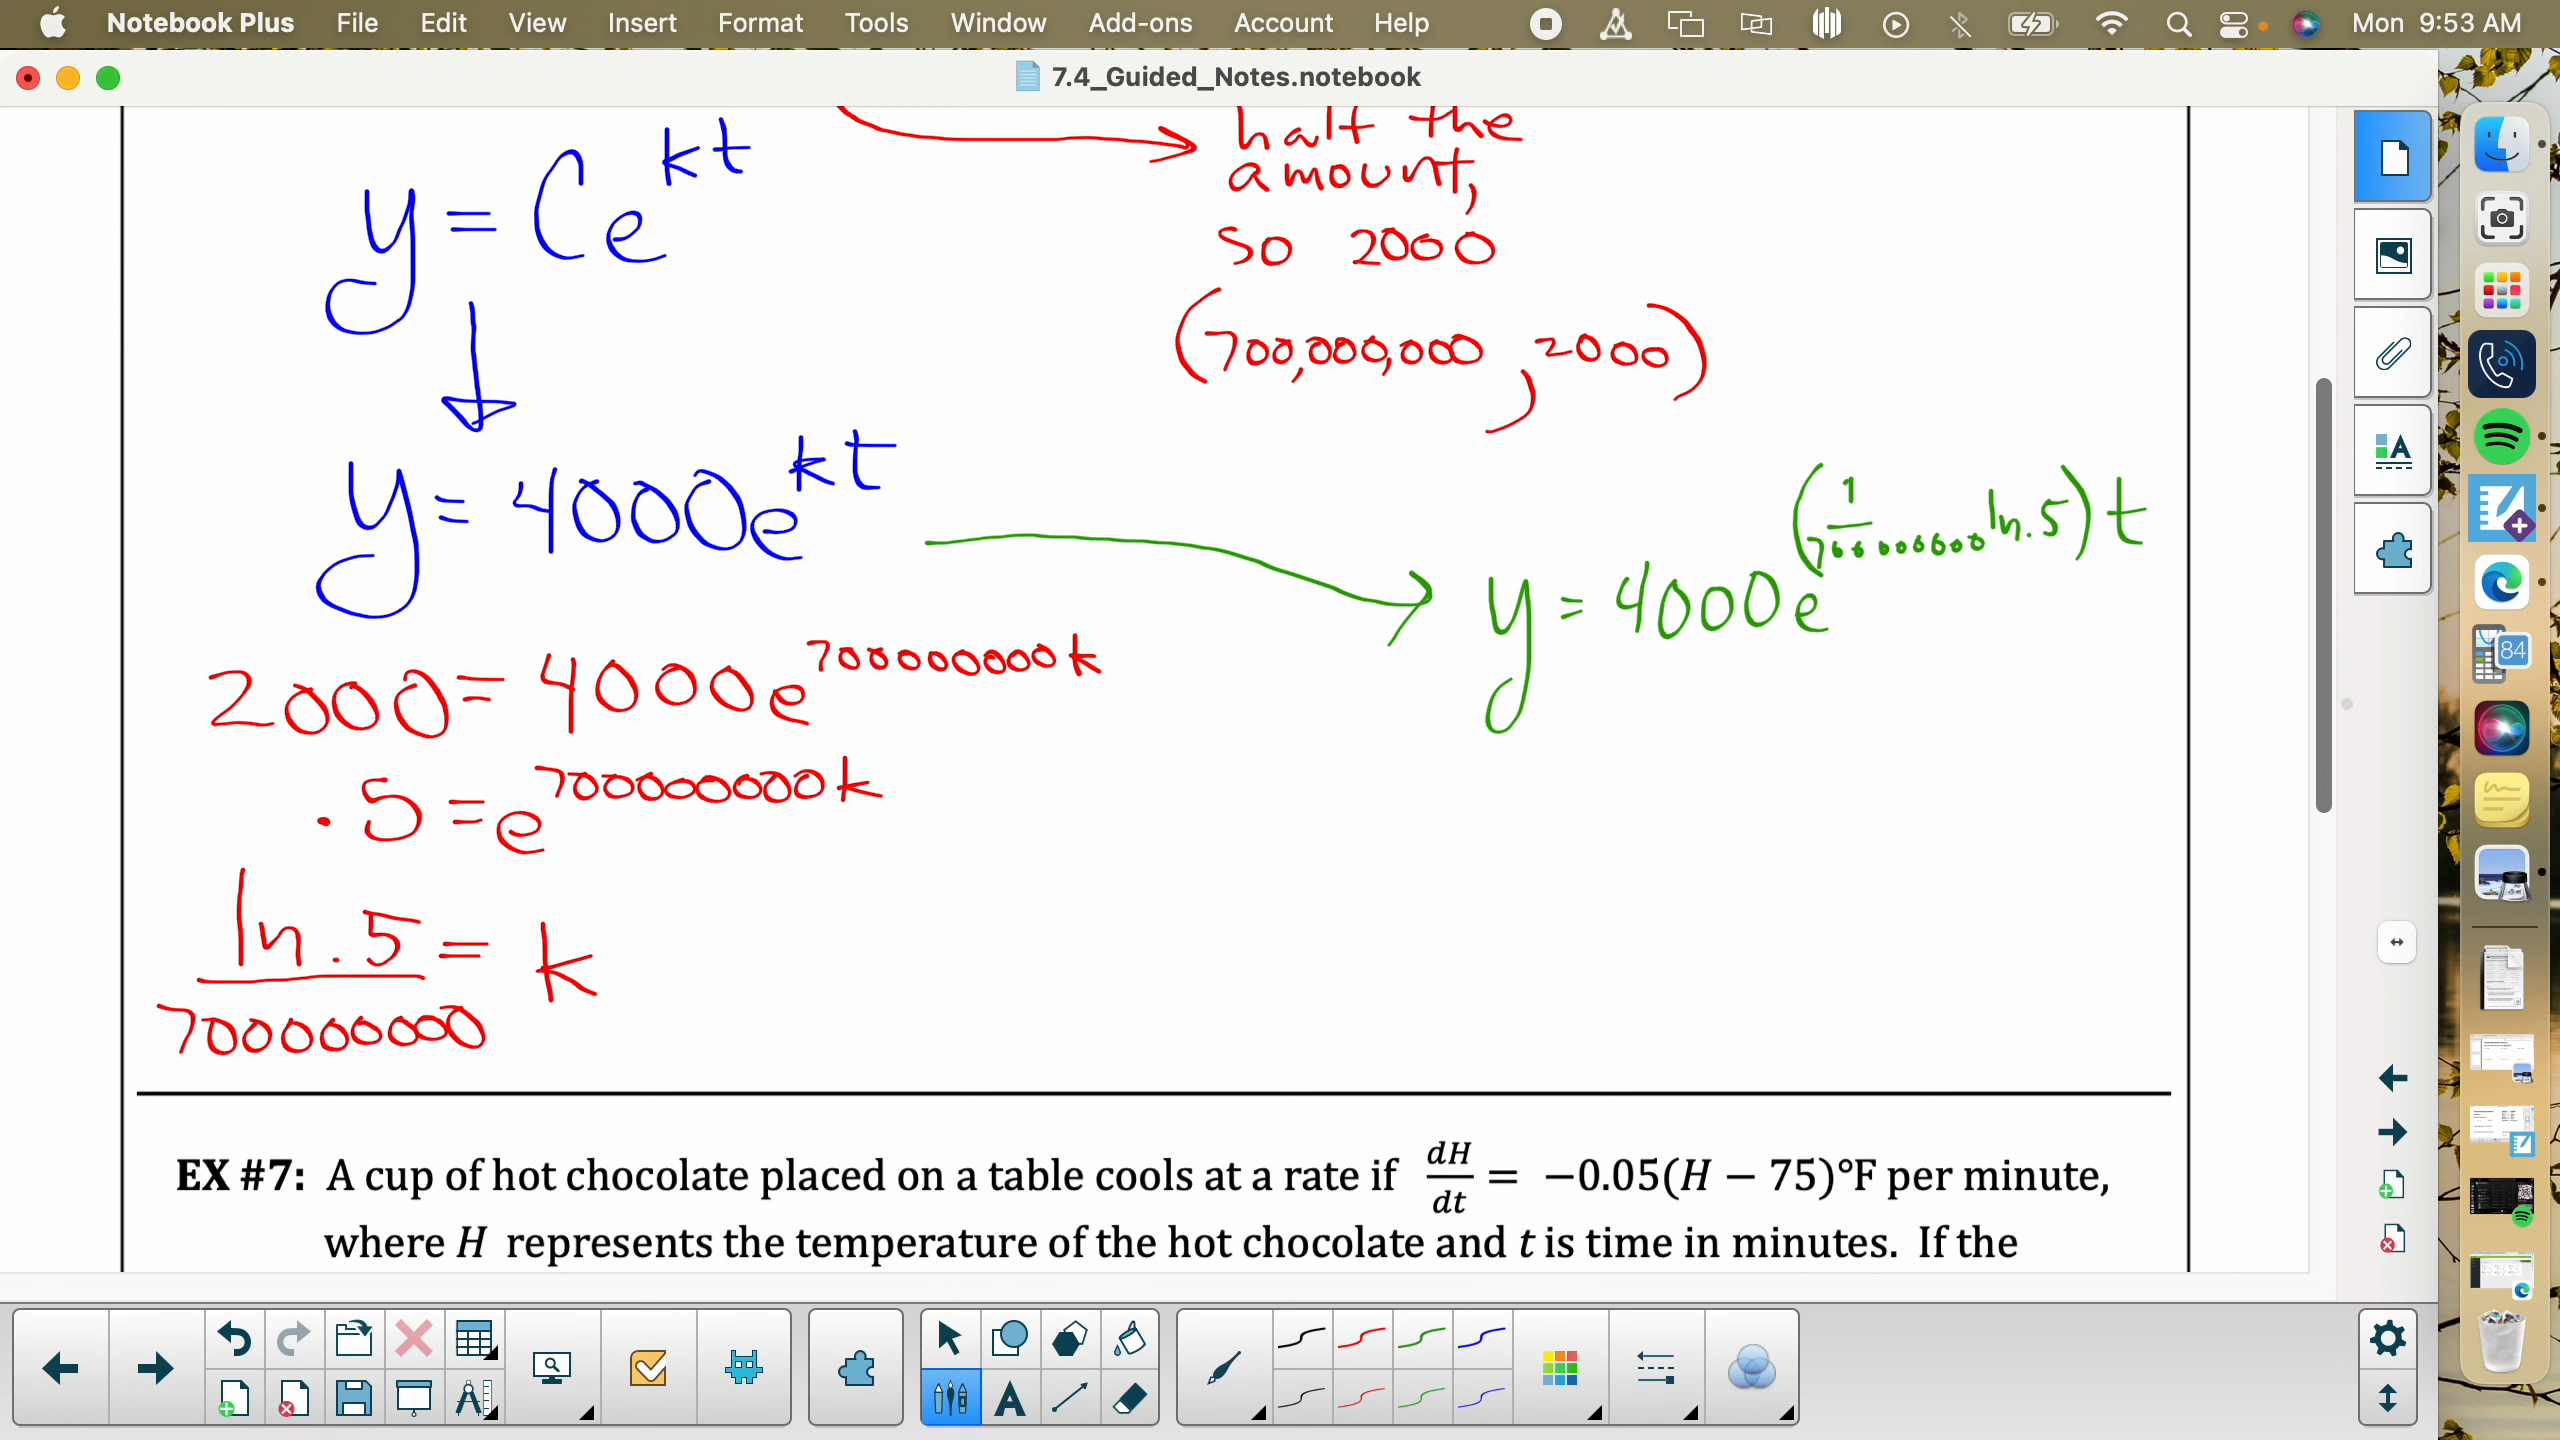 Notebook Plus File Edit View Insert Format Tools Window Add-ons Account Help Mon 9:53 AM
7.4_Guided_Notes.notebook
half the
amount,
so 2000
(700,000,000, 2000)
y = Ce^kt
y = 4000e^kt
y = 4000e^(1/700000000 ln .5)t
2000 = 4000e^700000000k
.5 = e^700000000k
ln .5 / 700000000 = k
EX #7: A cup of hot chocolate placed on a table cools at a rate if dH/dt = −0.05(H − 75)°F per minute,
where H represents the temperature of the hot chocolate and t is time in minutes. If the
84